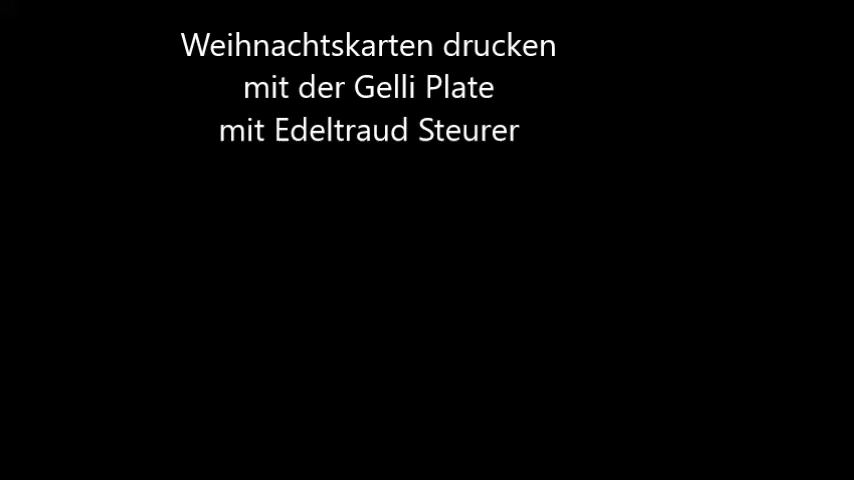 Weihnachtskarten drucken
mit der Gelli Plate
mit Edeltraud Steurer